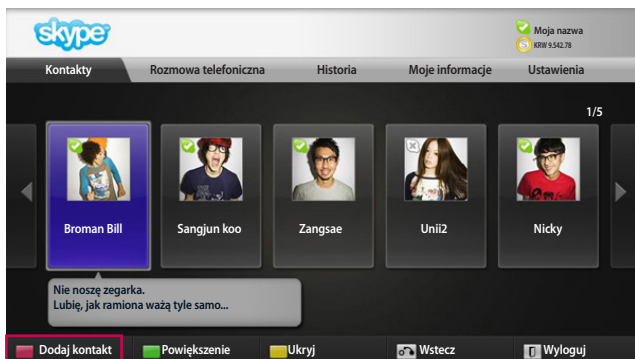 skype
Moja nazwa
S KRW 9.542.78
Kontakty Rozmowa telefoniczna Historia Moje informacje Ustawienia
1/5
Broman Bill Sangjun koo Zangsae Unii2 Nicky
Nie noszę zegarka.
Lubię, jak ramiona ważą tyle samo...
Dodaj kontakt Powiększenie Ukryj Wstecz Wyloguj